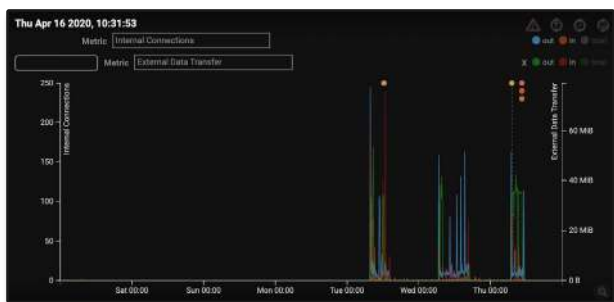 Thu Apr 16 2020, 10:31:53
Metric Internal Connections
out in total
Metric External Data Transfer
X out in total
250
200
150
100
50
0
Internal Connections
External Data Transfer
60 MiB
40 MiB
20 MiB
0 B
Sat 00:00 Sun 00:00 Mon 00:00 Tue 00:00 Wed 00:00 Thu 00:00